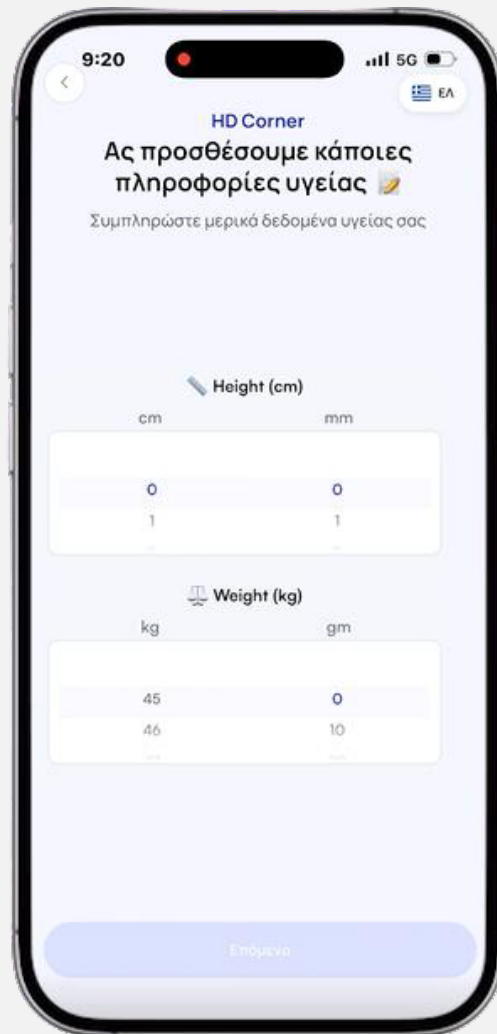 9:20
5G
ΕΛ
HD Corner
Ας προσθέσουμε κάποιες
πληροφορίες υγείας
Συμπληρώστε μερικά δεδομένα υγείας σας
Height (cm)
cm mm
0 0
1 1
Weight (kg)
kg gm
45 0
46 10
Επόμενο